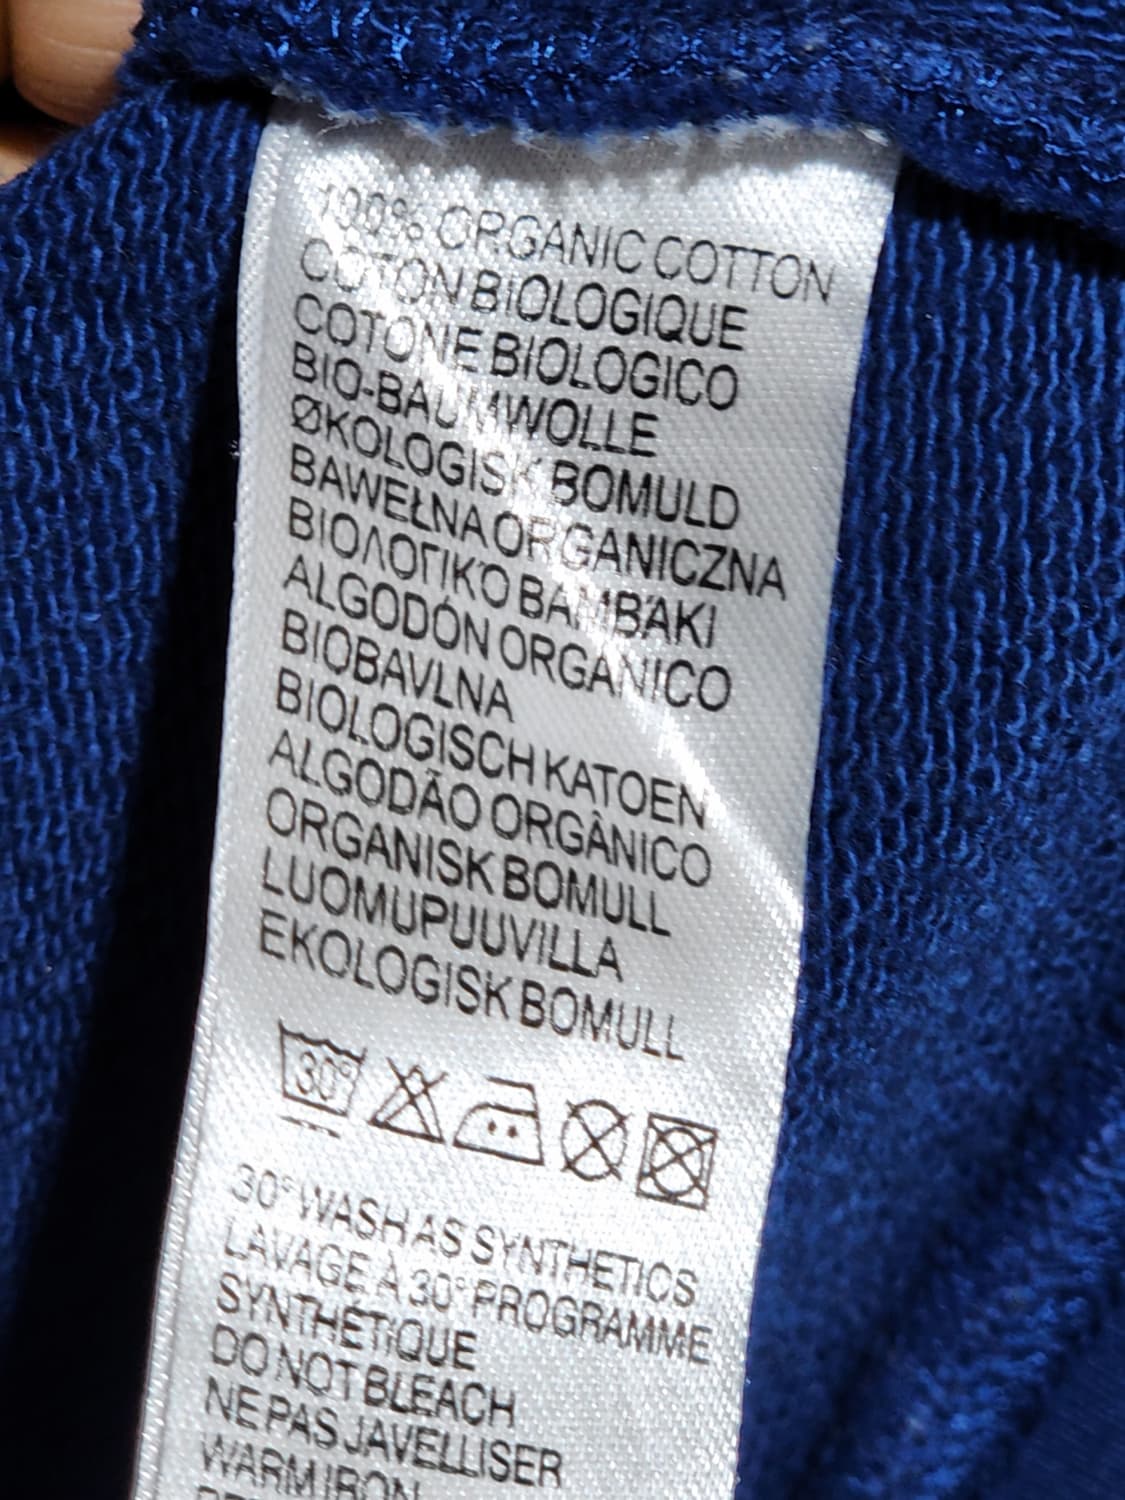 100% ORGANIC COTTON
COTON BIOLOGIQUE
COTONE BIOLOGICO
BIO-BAUMWOLLE
ØKOLOGISK BOMULD
BAWEŁNA ORGANICZNA
ΒΙΟΛΟΓΙΚΌ ΒΑΜΒΆΚΙ
ALGODÓN ORGÁNICO
BIOBAVLNA
BIOLOGISCH KATOEN
ALGODÃO ORGÂNICO
ORGANISK BOMULL
LUOMUPUUVILLA
EKOLOGISK BOMULL
30°
30° WASH AS SYNTHETICS
LAVAGE À 30° PROGRAMME
SYNTHÉTIQUE
DO NOT BLEACH
NE PAS JAVELLISER
WARM IRON